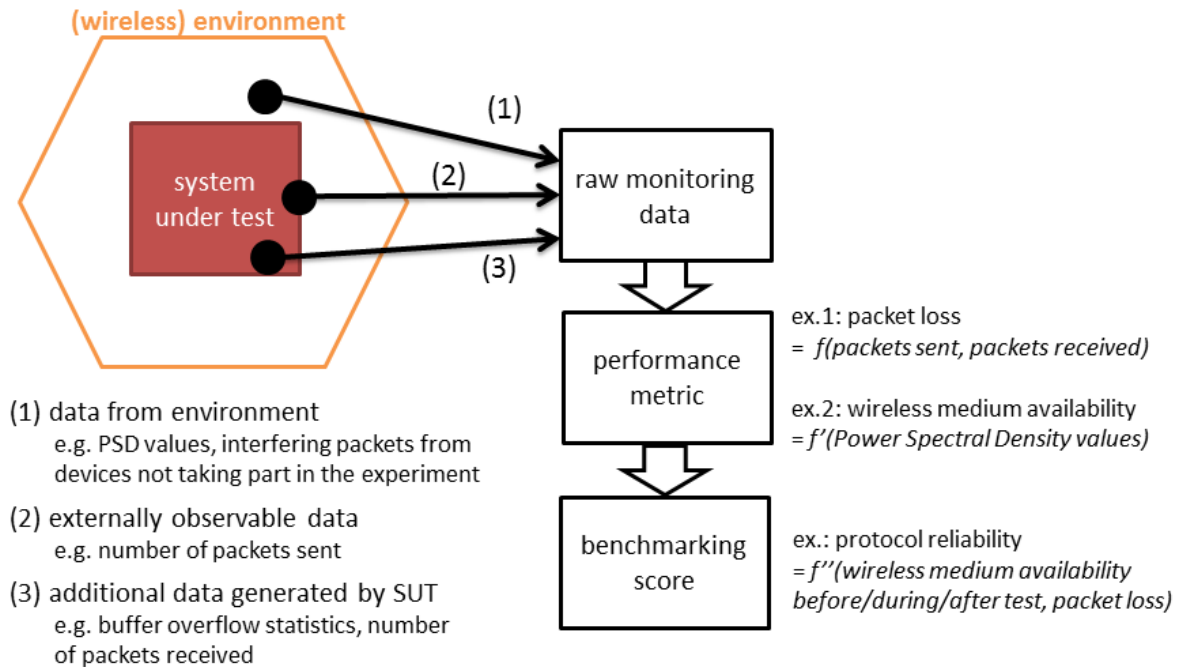 (wireless) environment
system
under test
(1)
(2)
(3)
raw monitoring
data
performance
metric
benchmarking
score
ex.1: packet loss
= f(packets sent, packets received)
ex.2: wireless medium availability
= f'(Power Spectral Density values)
ex.: protocol reliability
= f''(wireless medium availability
before/during/after test, packet loss)
(1) data from environment
e.g. PSD values, interfering packets from
devices not taking part in the experiment
(2) externally observable data
e.g. number of packets sent
(3) additional data generated by SUT
e.g. buffer overflow statistics, number
of packets received